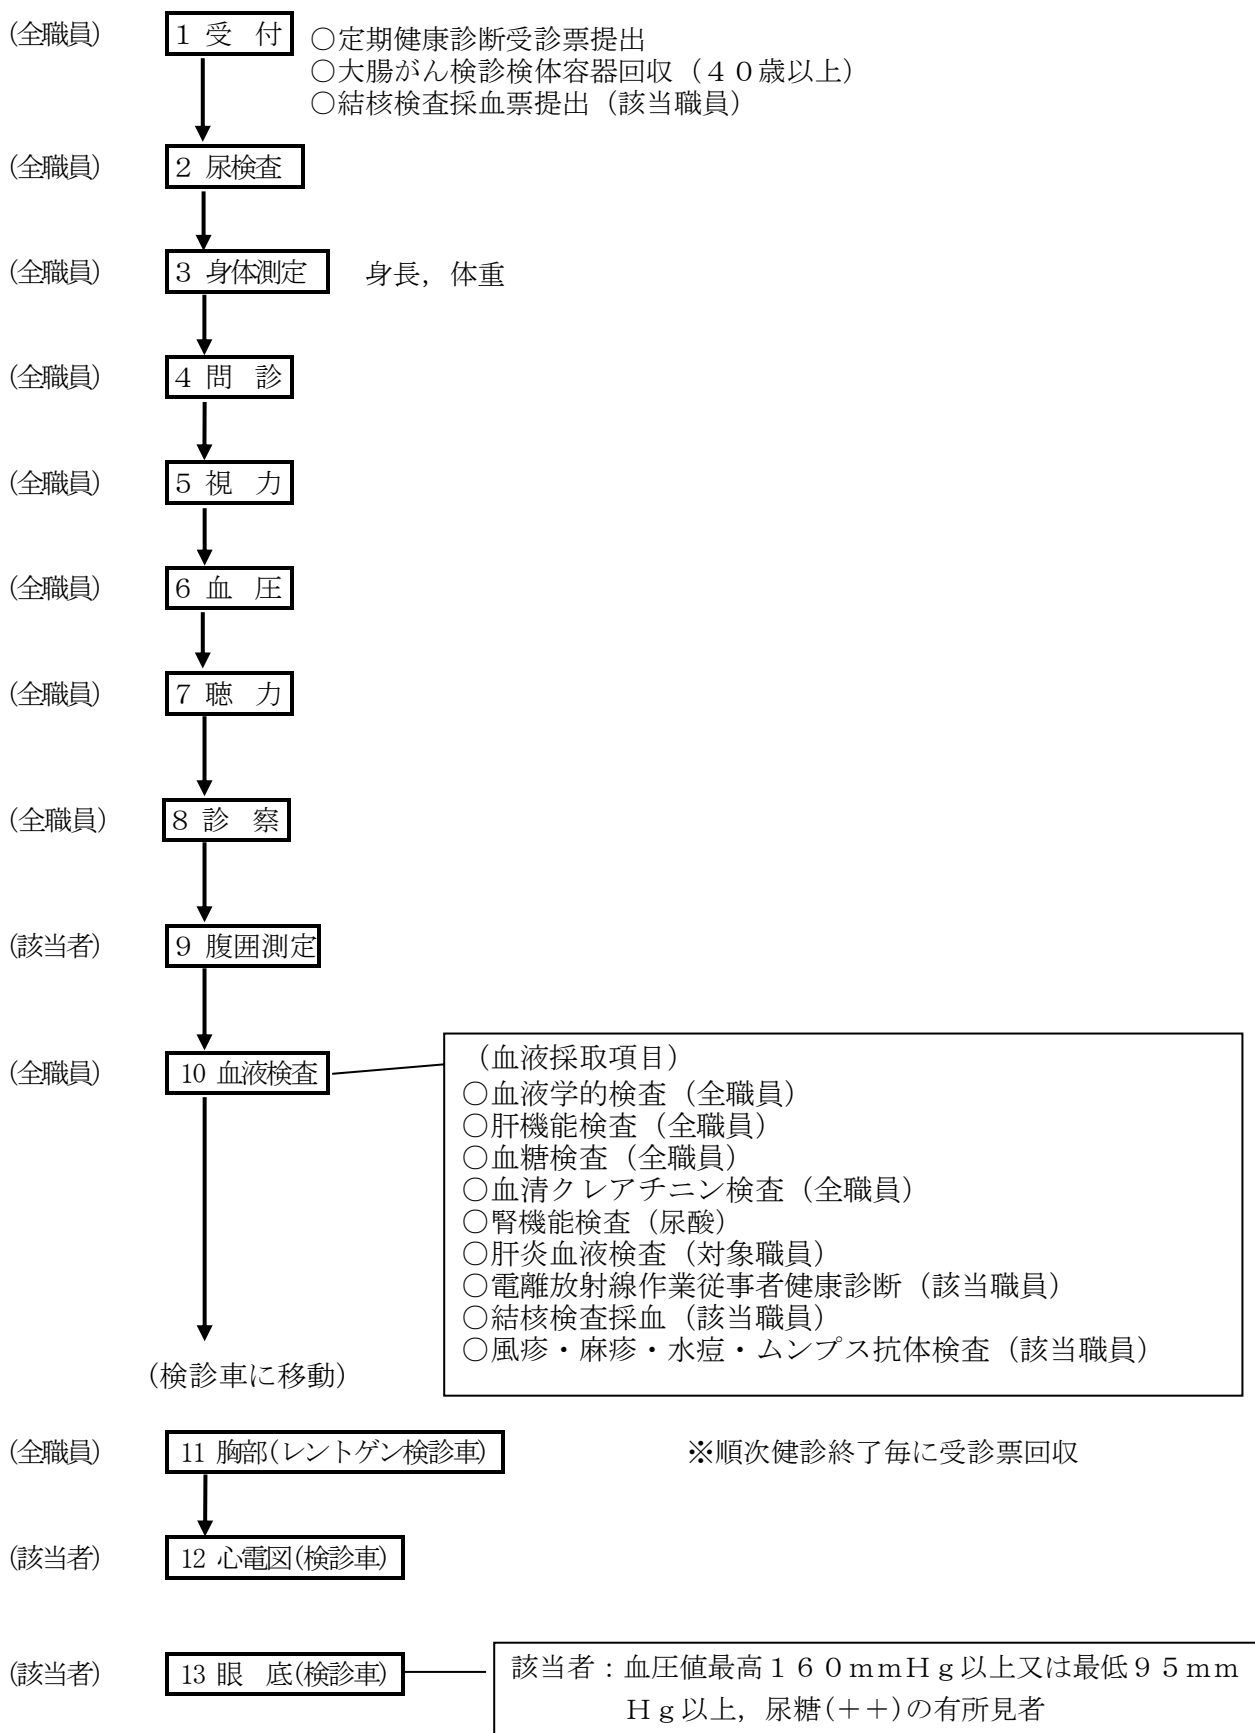 (全職員) 1 受　付 ○定期健康診断受診票提出
○大腸がん検診検体容器回収（４０歳以上）
○結核検査採血票提出（該当職員）
(全職員) 2 尿検査
(全職員) 3 身体測定 身長，体重
(全職員) 4 問　診
(全職員) 5 視　力
(全職員) 6 血　圧
(全職員) 7 聴　力
(全職員) 8 診　察
(該当者) 9 腹囲測定
(全職員) 10 血液検査
（血液採取項目）
○血液学的検査（全職員）
○肝機能検査（全職員）
○血糖検査（全職員）
○血清クレアチニン検査（全職員）
○腎機能検査（尿酸）
○肝炎血液検査（対象職員）
○電離放射線作業従事者健康診断（該当職員）
○結核検査採血（該当職員）
○風疹・麻疹・水痘・ムンプス抗体検査（該当職員）
（検診車に移動）
(全職員) 11 胸部(レントゲン検診車) ※順次健診終了毎に受診票回収
(該当者) 12 心電図(検診車)
(該当者) 13 眼　底(検診車) 該当者：血圧値最高１６０ｍｍＨｇ以上又は最低９５ｍｍ
Ｈｇ以上，尿糖(＋＋)の有所見者